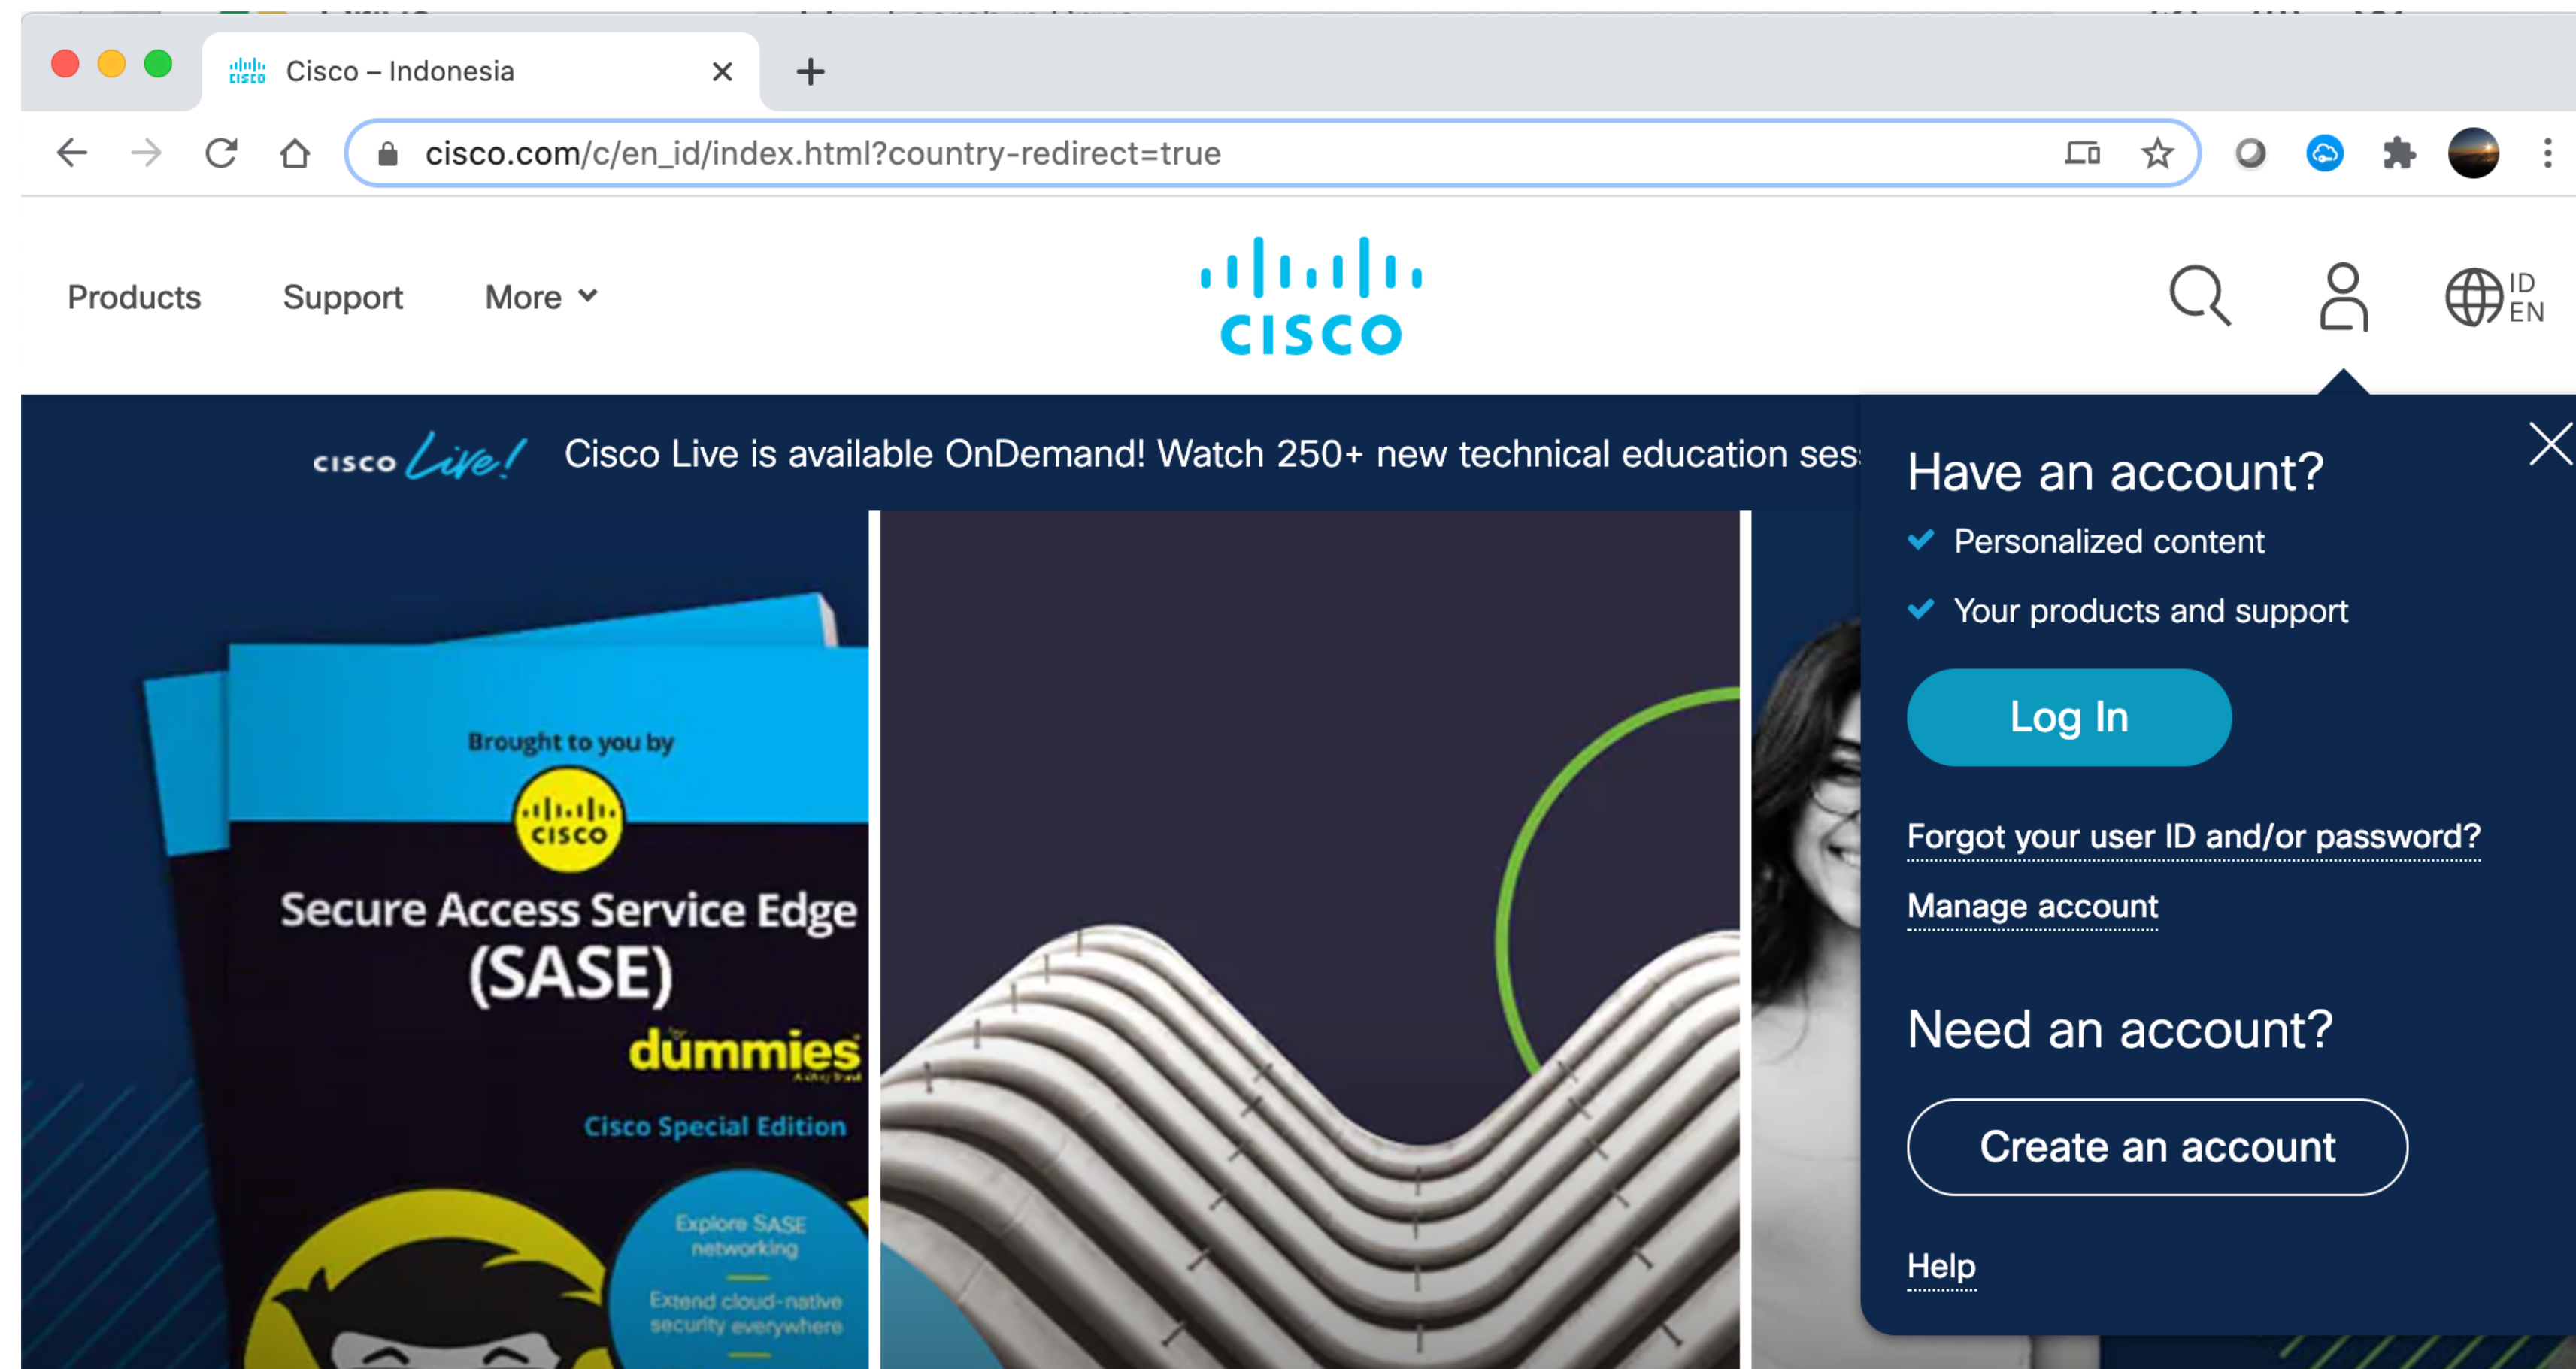 cisco Cisco – Indonesia
cisco.com/c/en_id/index.html?country-redirect=true
Products Support More
CISCO
ID
EN
CISCO Live! Cisco Live is available OnDemand! Watch 250+ new technical education
Have an account?
Personalized content
Your products and support
Log In
Forgot your user ID and/or password?
Manage account
Need an account?
Create an account
Help
Brought to you by
CISCO
Secure Access Service Edge
(SASE)
for
dummies
A Wiley Brand
Cisco Special Edition
Explore SASE
networking
Extend cloud-native
security everywhere